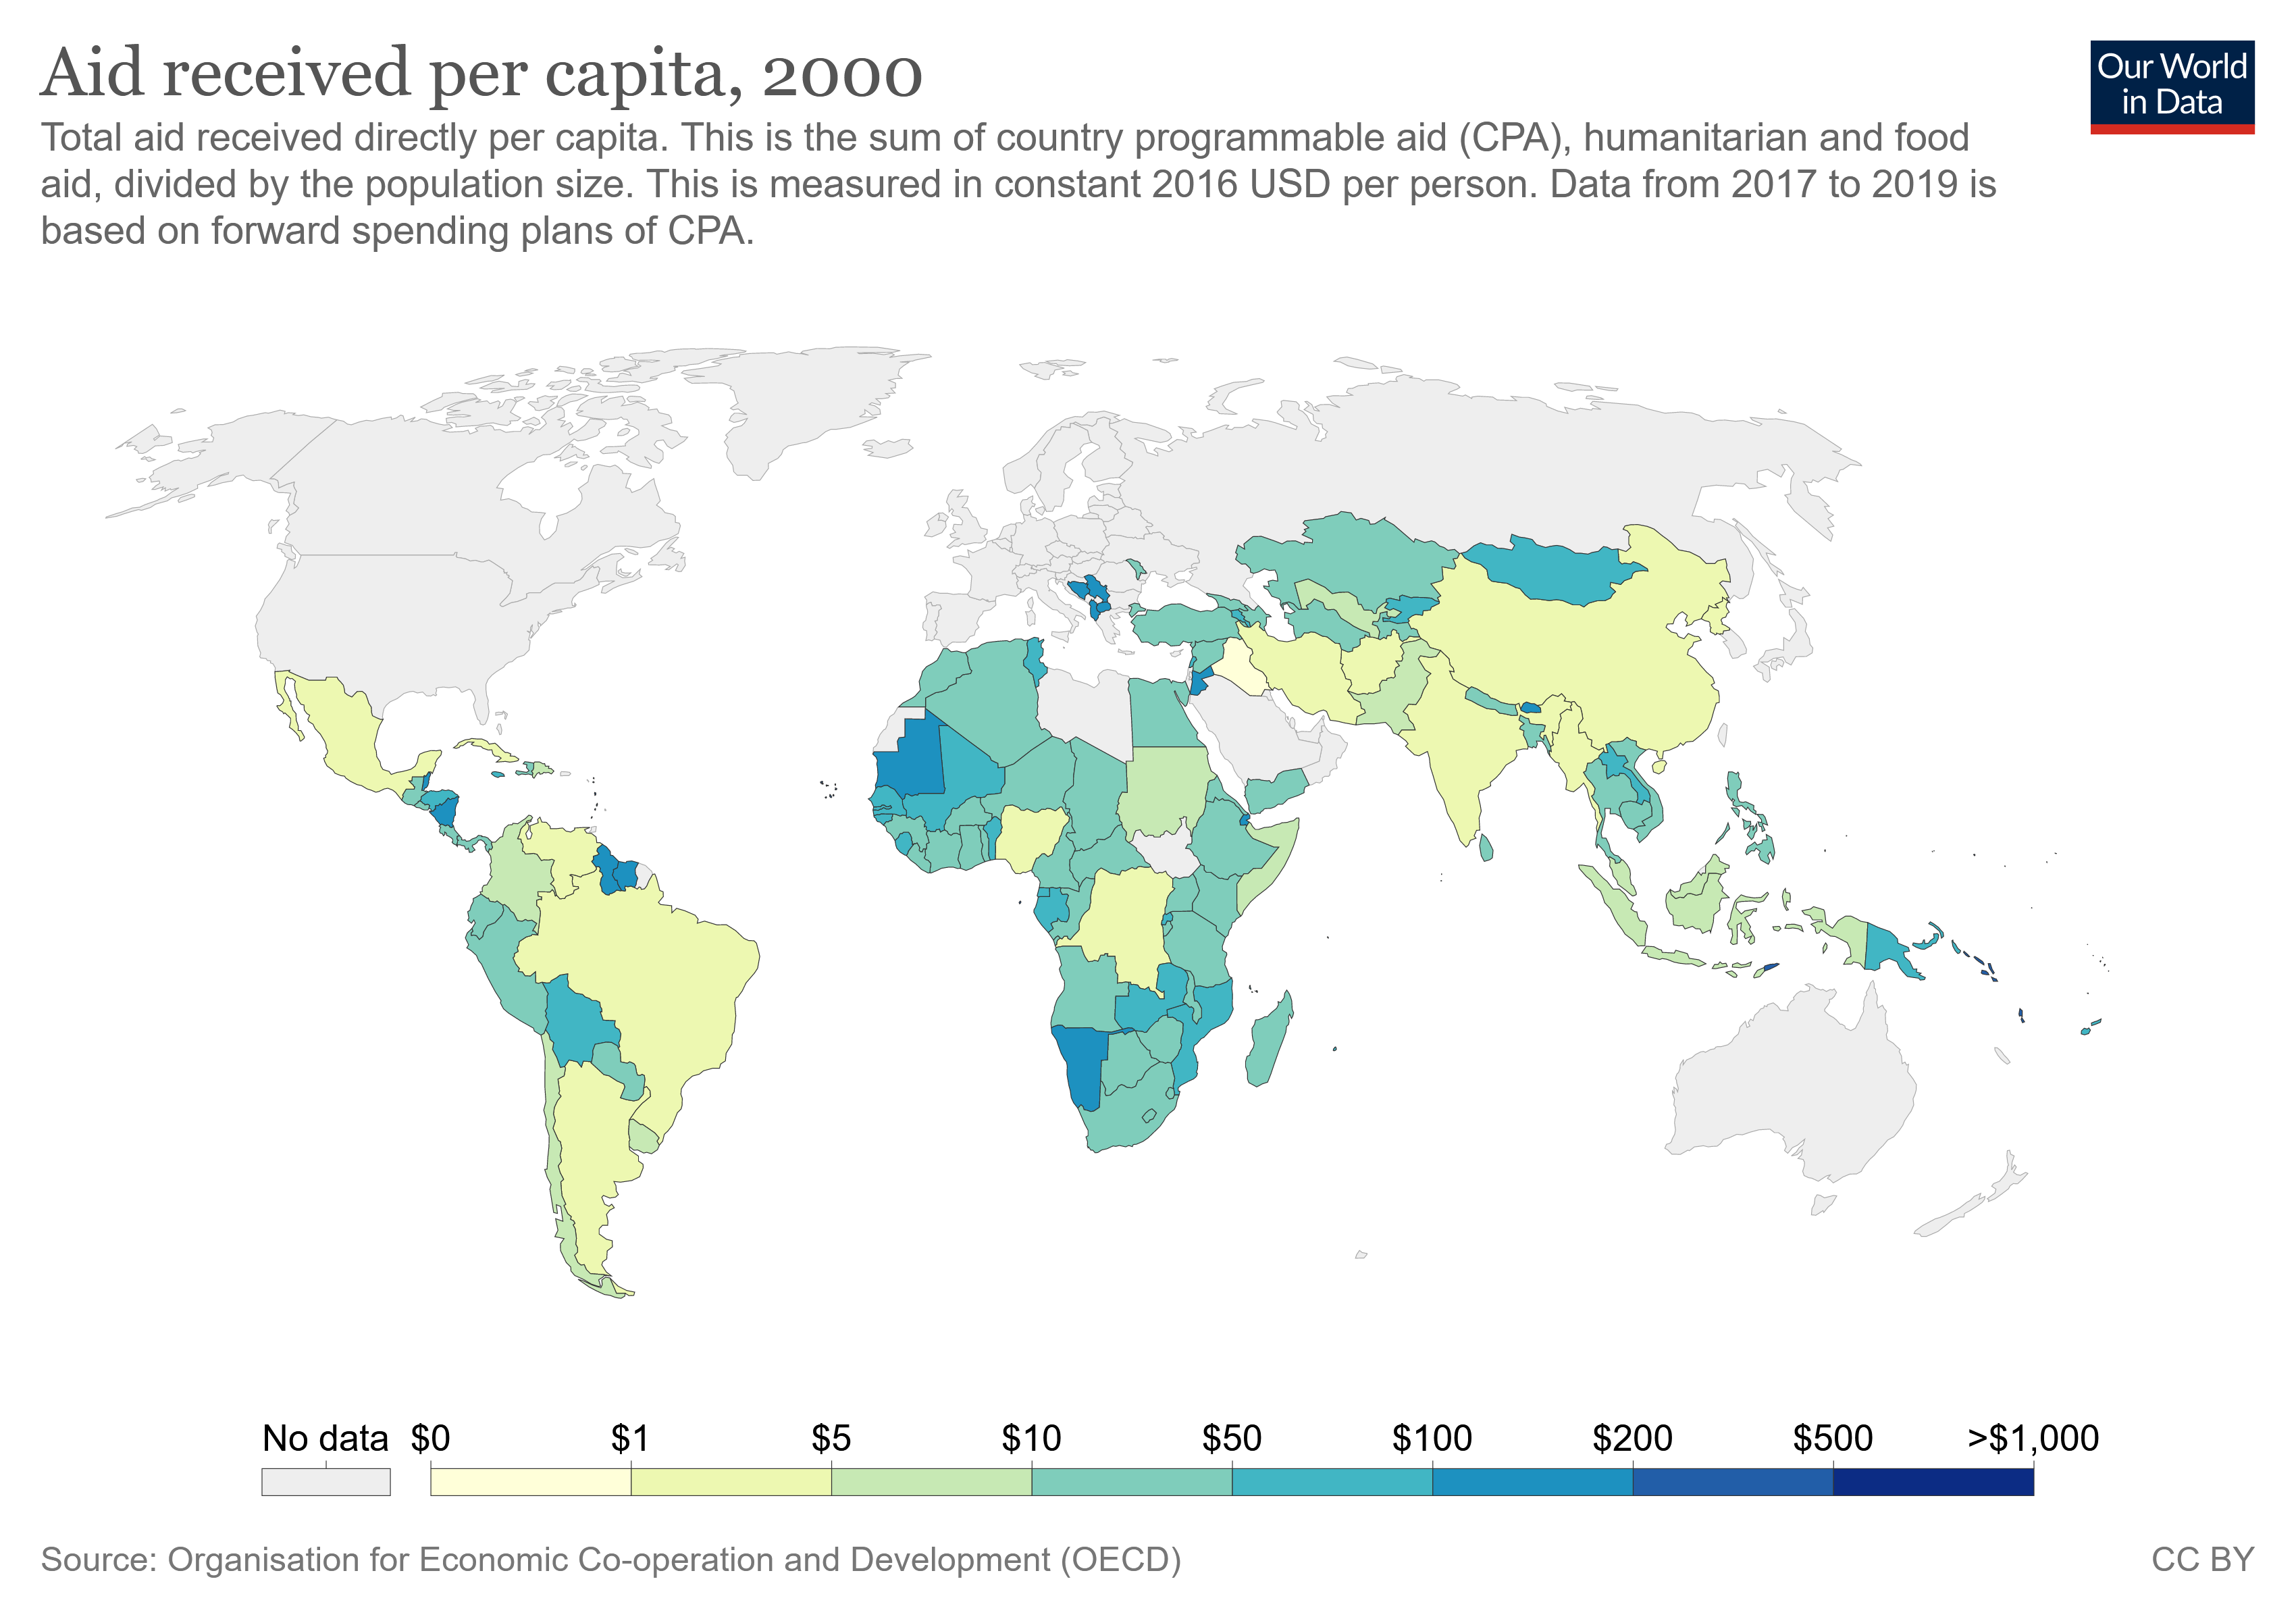 Aid received per capita, 2000
Our World
in Data
Total aid received directly per capita. This is the sum of country programmable aid (CPA), humanitarian and food
aid, divided by the population size. This is measured in constant 2016 USD per person. Data from 2017 to 2019 is
based on forward spending plans of CPA.
No data $0 $1 $5 $10 $50 $100 $200 $500 >$1,000
Source: Organisation for Economic Co-operation and Development (OECD) CC BY